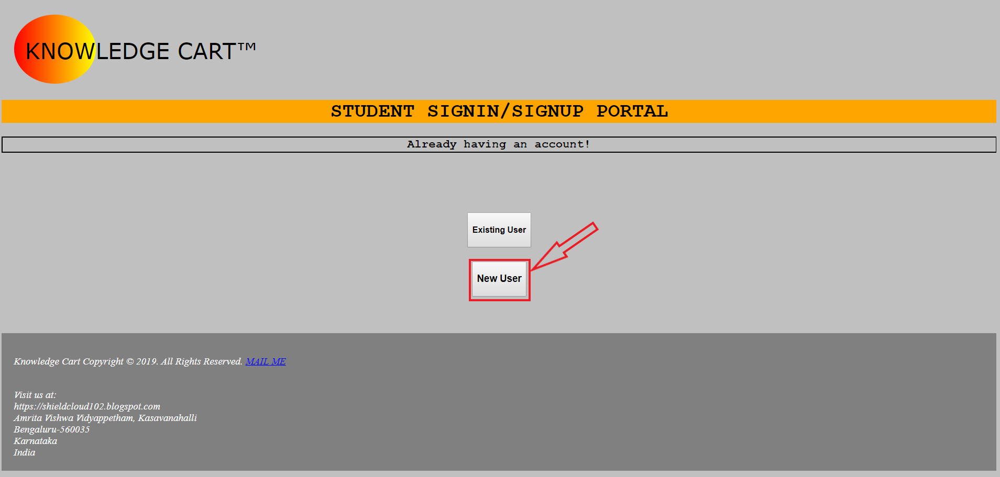 KNOWLEDGE CART™
STUDENT SIGNIN/SIGNUP PORTAL
Already having an account!
Existing User
New User
Knowledge Cart Copyright © 2019. All Rights Reserved. MAIL ME
Visit us at:
https://shieldcloud102.blogspot.com
Amrita Vishwa Vidyappetham, Kasavanahalli
Bengaluru-560035
Karnataka
India